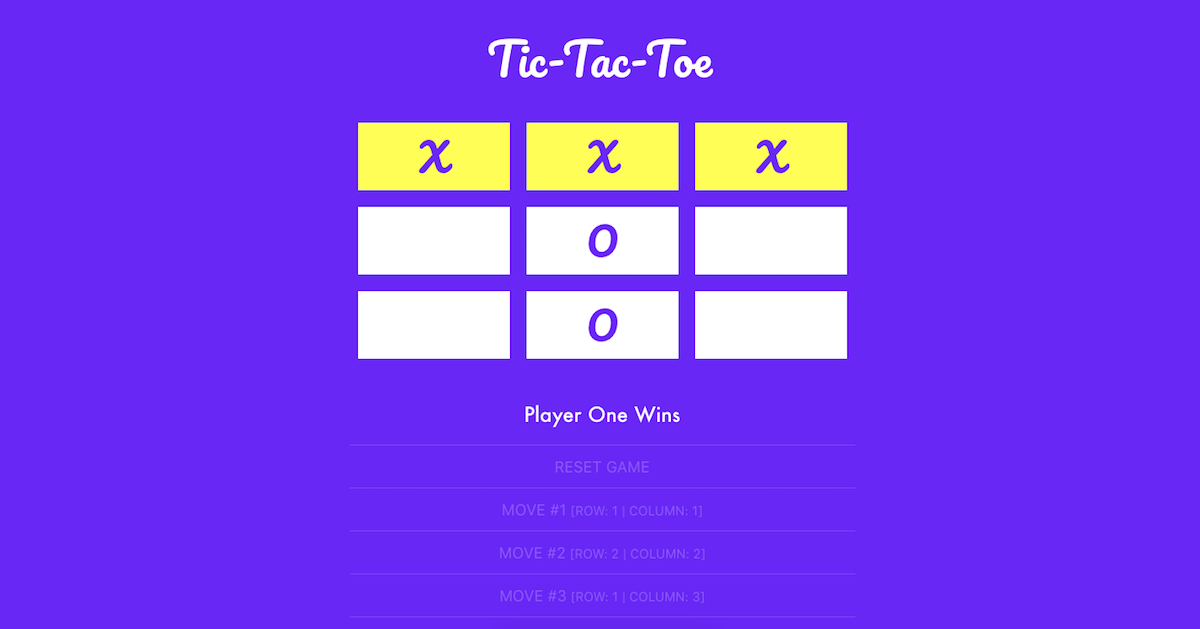 Tic-Tac-Toe
X X X
O
O
Player One Wins
RESET GAME
MOVE #1 [ROW: 1 | COLUMN: 1]
MOVE #2 [ROW: 2 | COLUMN: 2]
MOVE #3 [ROW: 1 | COLUMN: 3]